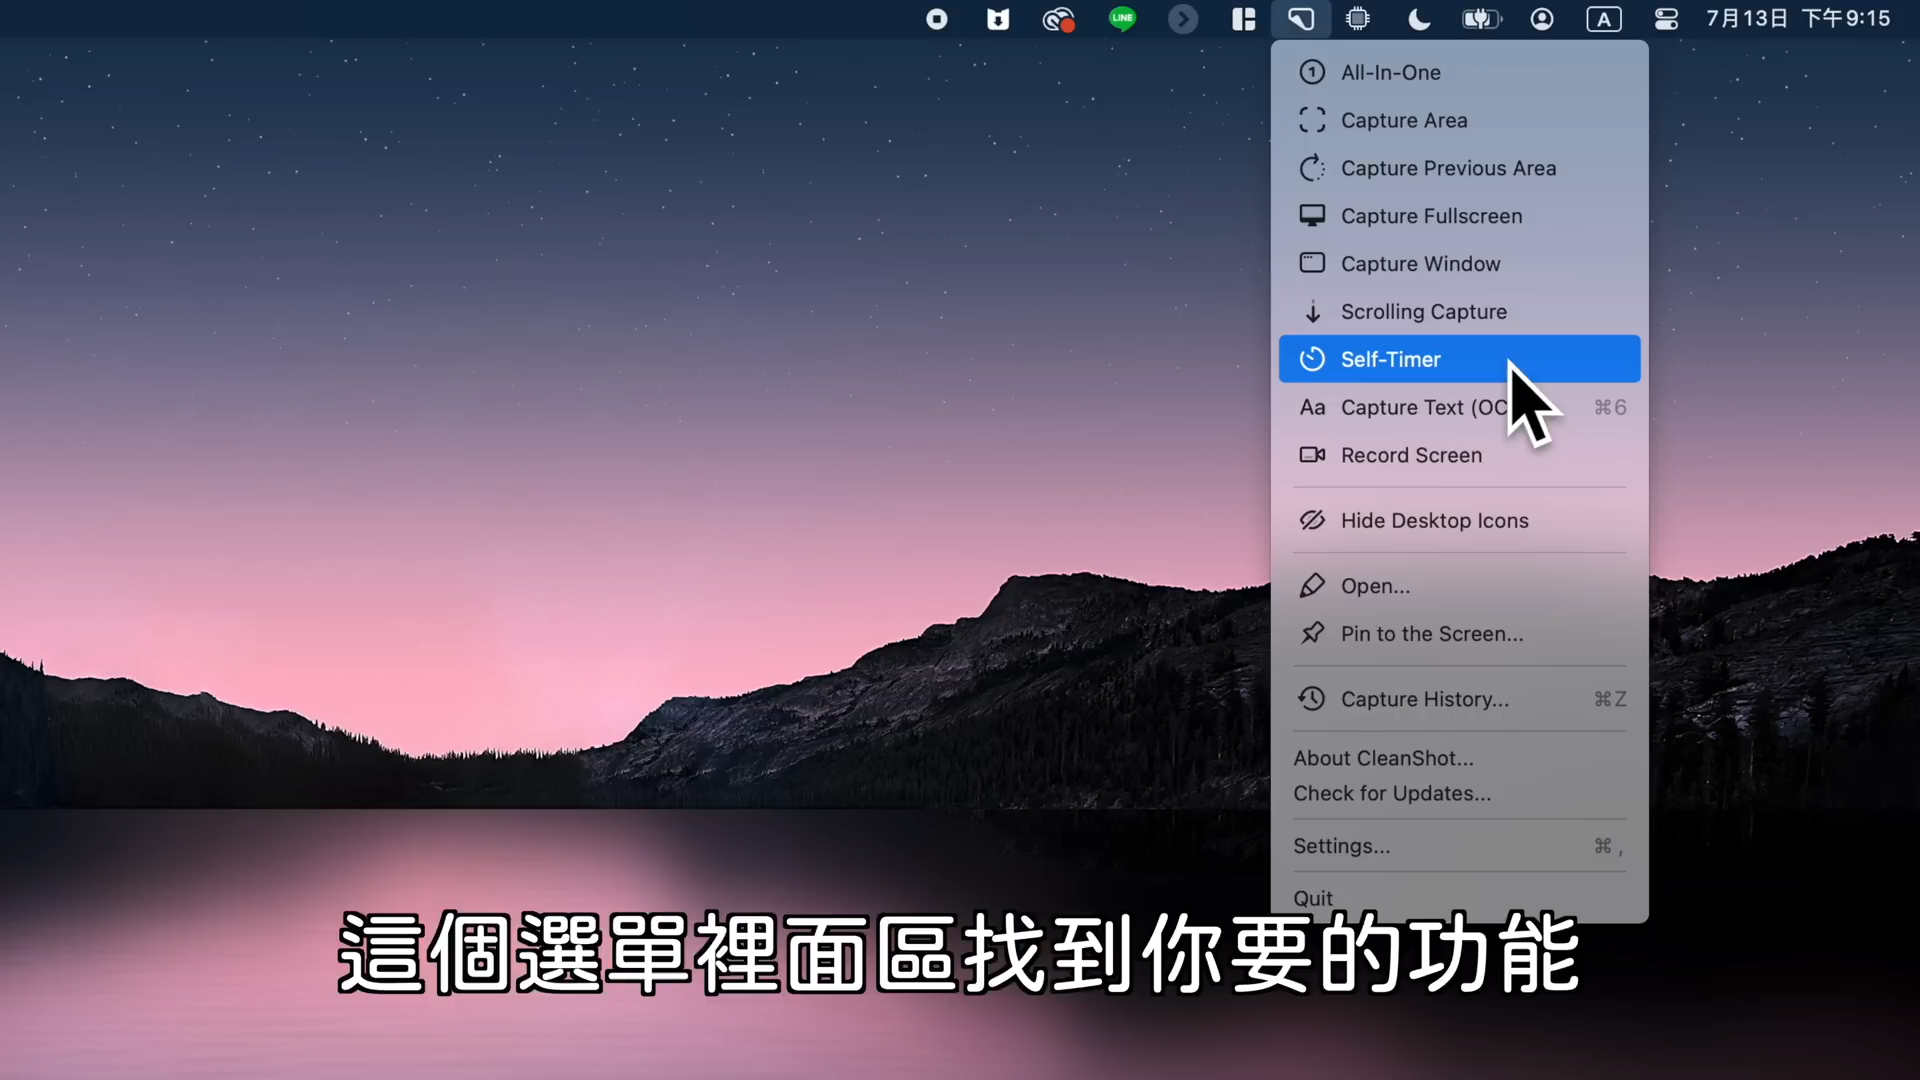 LINE
A
7月13日 下午9:15
1 All-In-One
Capture Area
Capture Previous Area
Capture Fullscreen
Capture Window
Scrolling Capture
Self-Timer
Aa Capture Text (OC ⌘6
Record Screen
Hide Desktop Icons
Open...
Pin to the Screen...
Capture History... ⌘Z
About CleanShot...
Check for Updates...
Settings... ⌘ ,
Quit
這個選單裡面區找到你要的功能